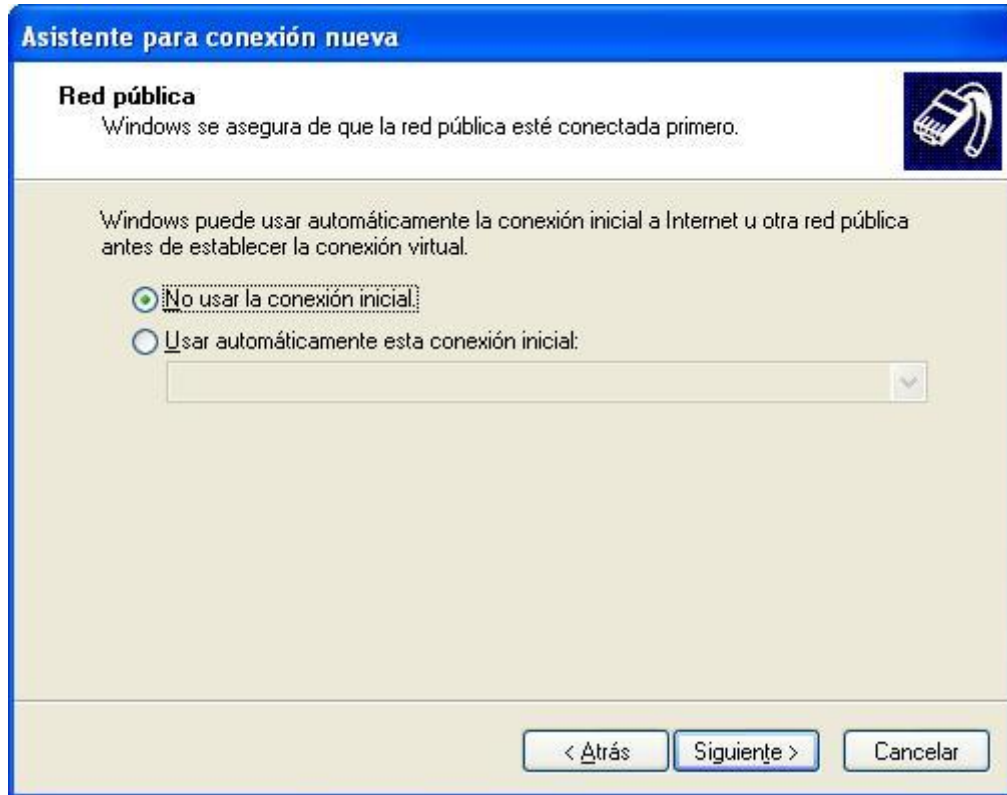 Asistente para conexión nueva
Red pública
Windows se asegura de que la red pública esté conectada primero.
Windows puede usar automáticamente la conexión inicial a Internet u otra red pública
antes de establecer la conexión virtual.
No usar la conexión inicial.
Usar automáticamente esta conexión inicial:
< Atrás
Siguiente >
Cancelar